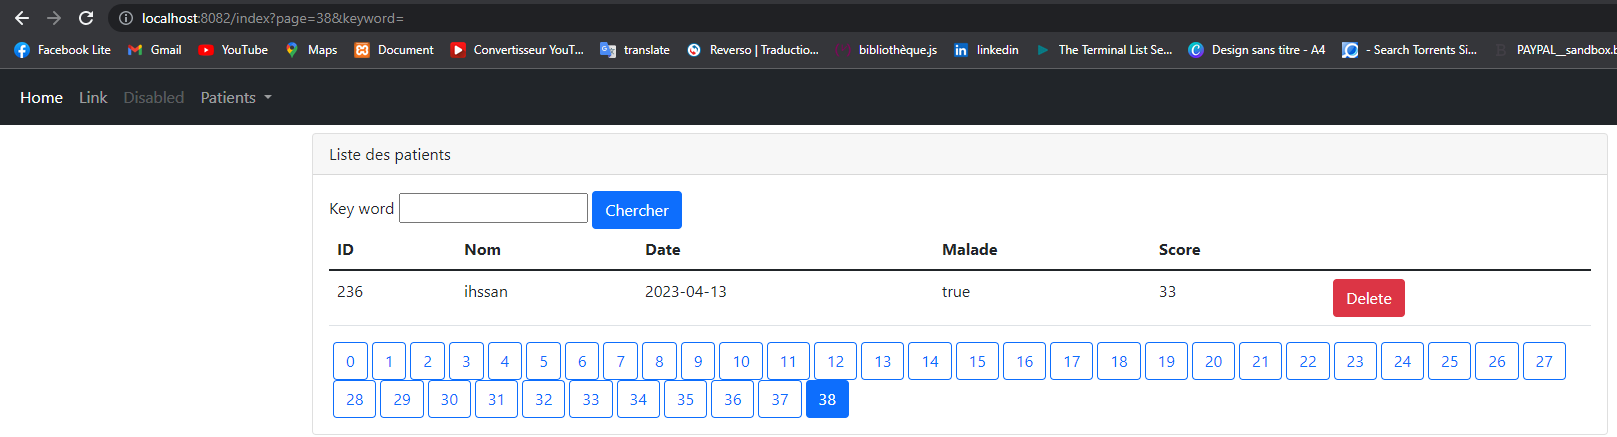 localhost:8082/index?page=38&keyword=
Facebook Lite Gmail YouTube Maps Document Convertisseur YouT... translate Reverso | Traductio... bibliothèque.js linkedin The Terminal List Se... Design sans titre - A4 - Search Torrents Si... PAYPAL__sandbox.b
Home Link Disabled Patients
Liste des patients
Key word Chercher
ID Nom Date Malade Score
236 ihssan 2023-04-13 true 33 Delete
0 1 2 3 4 5 6 7 8 9 10 11 12 13 14 15 16 17 18 19 20 21 22 23 24 25 26 27
28 29 30 31 32 33 34 35 36 37 38